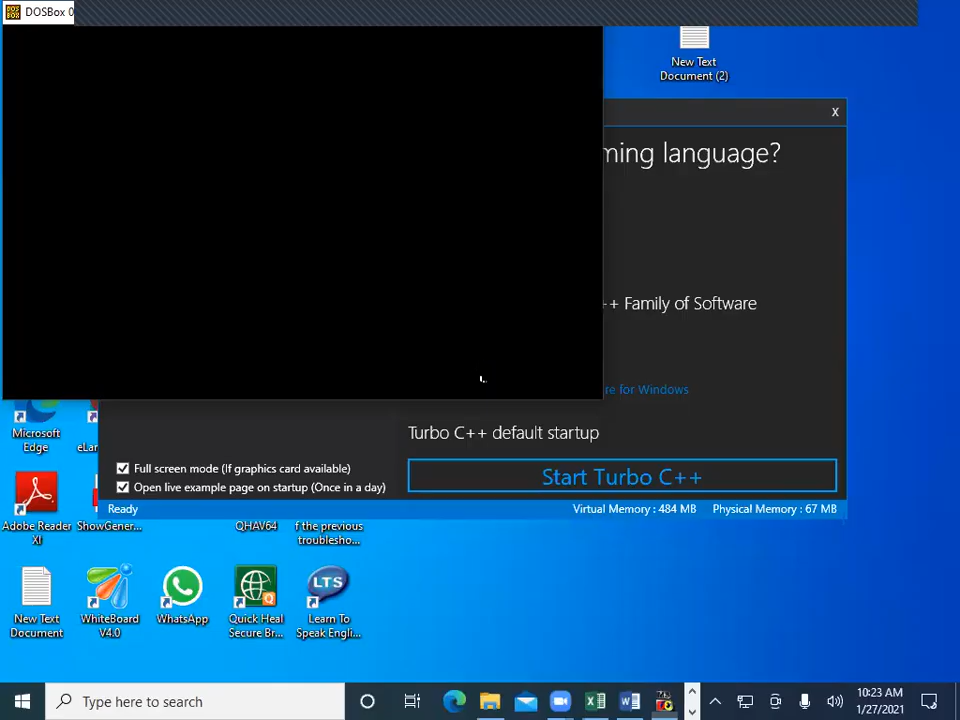 DOSBox 0
New Text
Document (2)
X
ming language?
-+ Family of Software
re for Windows
Turbo C++ default startup
Full screen mode (If graphics card available)
Start Turbo C++
Open live example page on startup (Once in a day)
Ready
Virtual Memory : 484 MB
Physical Memory : 67 MB
Microsoft
Edge
eLar
Adobe Reader
XI
ShowGener...
QHAV64
f the previous
troublesho...
LTS
New Text
Document
WhiteBoard
V4.0
WhatsApp
Quick Heal
Secure Br...
Learn To
Speak Engli...
Type here to search
10:23 AM
1/27/2021